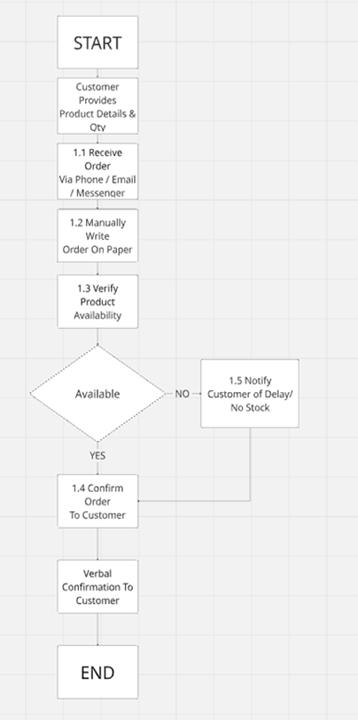 START
Customer
Provides
Product Details &
Qty
1.1 Receive
Order
Via Phone / Email
/ Messenger
1.2 Manually
Write
Order On Paper
1.3 Verify
Product
Availability
Available
NO
1.5 Notify
Customer of Delay/
No Stock
YES
1.4 Confirm
Order
To Customer
Verbal
Confirmation To
Customer
END